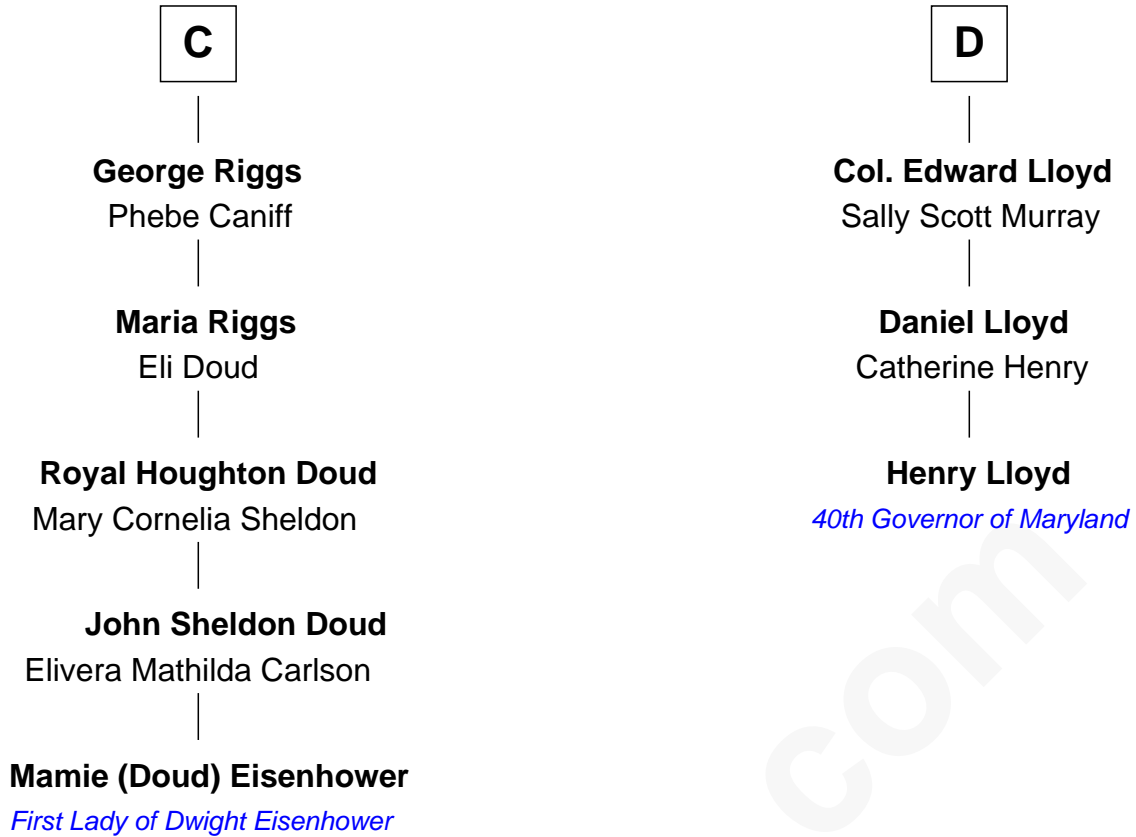 C
George Riggs
Phebe Caniff
Maria Riggs
Eli Doud
Royal Houghton Doud
Mary Cornelia Sheldon
John Sheldon Doud
Elivera Mathilda Carlson
Mamie (Doud) Eisenhower
First Lady of Dwight Eisenhower
D
Col. Edward Lloyd
Sally Scott Murray
Daniel Lloyd
Catherine Henry
Henry Lloyd
40th Governor of Maryland
com